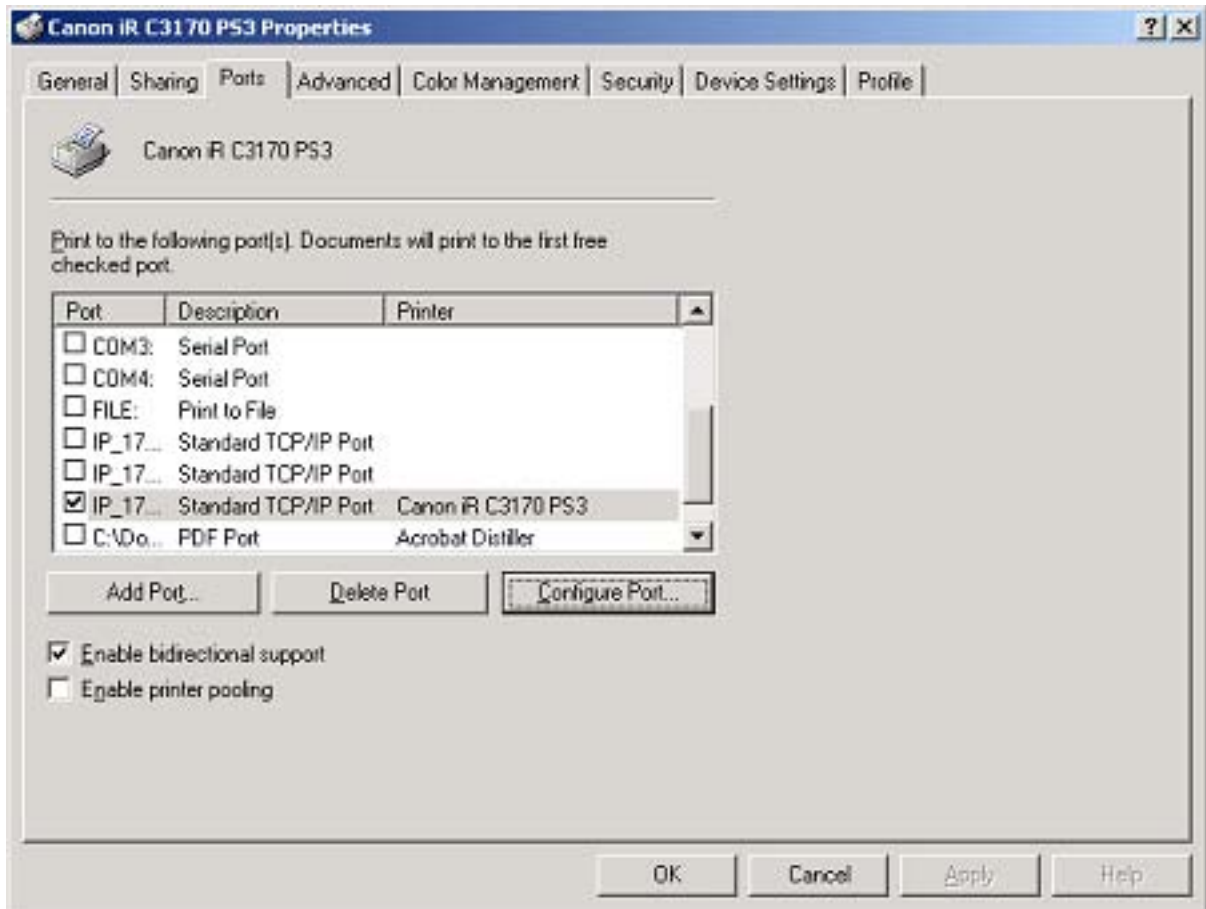 Canon iR C3170 PS3 Properties
General Sharing Ports Advanced Color Management Security Device Settings Profile
Canon iR C3170 PS3
Print to the following port(s). Documents will print to the first free
checked port.
Port Description Printer
COM3: Serial Port
COM4: Serial Port
FILE: Print to File
IP_17... Standard TCP/IP Port
IP_17... Standard TCP/IP Port
IP_17... Standard TCP/IP Port Canon iR C3170 PS3
C:\Do... PDF Port Acrobat Distiller
Add Port... Delete Port Configure Port...
Enable bidirectional support
Enable printer pooling
OK Cancel Apply Help